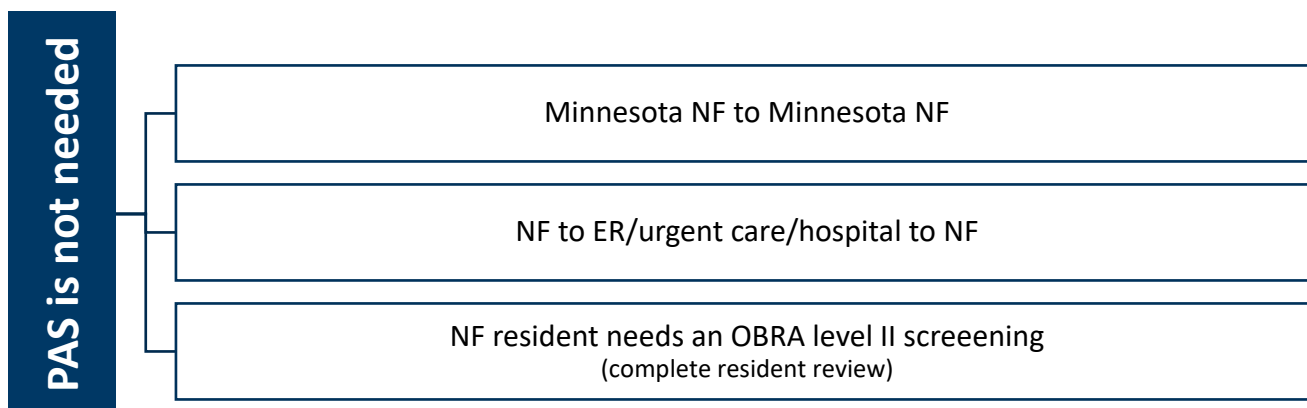 PAS is not needed
Minnesota NF to Minnesota NF
NF to ER/urgent care/hospital to NF
NF resident needs an OBRA level II screeening
(complete resident review)